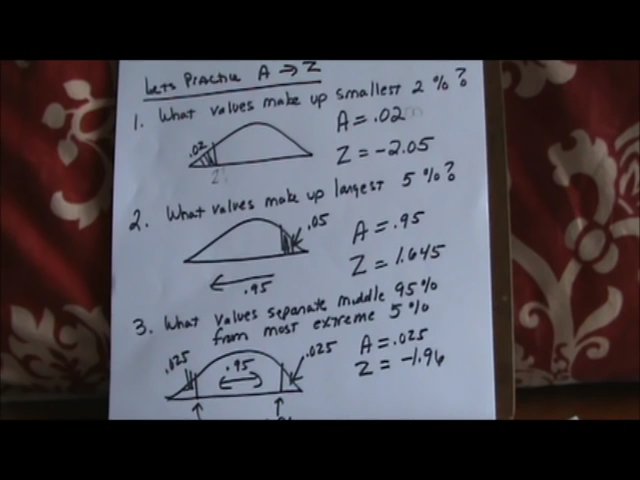 Lets Practice A → Z
1. What values make up smallest 2%?
.02
A = .02
Z = -2.05
2. What values make up largest 5%?
.05
.95
A = .95
Z = 1.645
3. What values separate middle 95%
from most extreme 5%
.025
.95
.025
A = .025
Z = -1.96